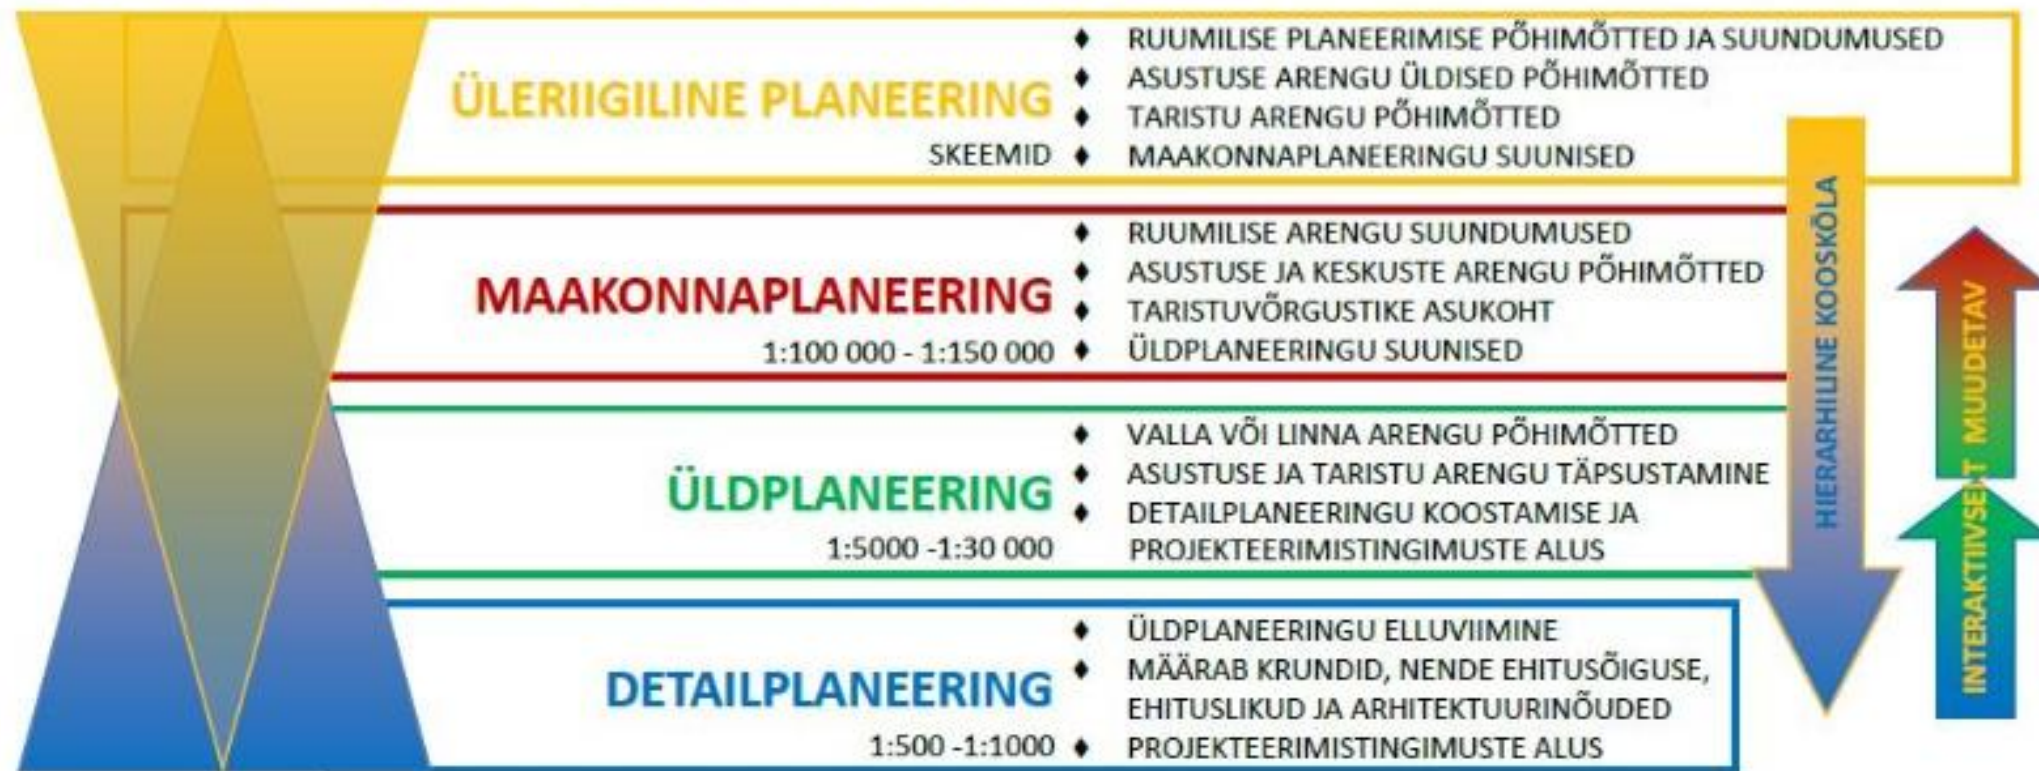 ÜLERIIGILINE PLANEERING
SKEEMID
♦ RUUMILISE PLANEERIMISE PÕHIMÕTTED JA SUUNDUMUSED
♦ ASUSTUSE ARENGU ÜLDISED PÕHIMÕTTED
♦ TARISTU ARENGU PÕHIMÕTTED
♦ MAAKONNAPLANEERINGU SUUNISED
MAAKONNAPLANEERING
1:100 000 - 1:150 000
♦ RUUMILISE ARENGU SUUNDUMUSED
♦ ASUSTUSE JA KESKUSTE ARENGU PÕHIMÕTTED
♦ TARISTUVÕRGUSTIKE ASUKOHT
♦ ÜLDPLANEERINGU SUUNISED
ÜLDPLANEERING
1:5000 -1:30 000
♦ VALLA VÕI LINNA ARENGU PÕHIMÕTTED
♦ ASUSTUSE JA TARISTU ARENGU TÄPSUSTAMINE
♦ DETAILPLANEERINGU KOOSTAMISE JA
PROJEKTEERIMISTINGIMUSTE ALUS
DETAILPLANEERING
1:500 -1:1000
♦ ÜLDPLANEERINGU ELLUVIIMINE
♦ MÄÄRAB KRUNDID, NENDE EHITUSÕIGUSE,
EHITUSLIKUD JA ARHITEKTUURINÕUDED
♦ PROJEKTEERIMISTINGIMUSTE ALUS
HIERARHILINE KOOSKÕLA
INTERAKTIIVSELT MUUDETAV